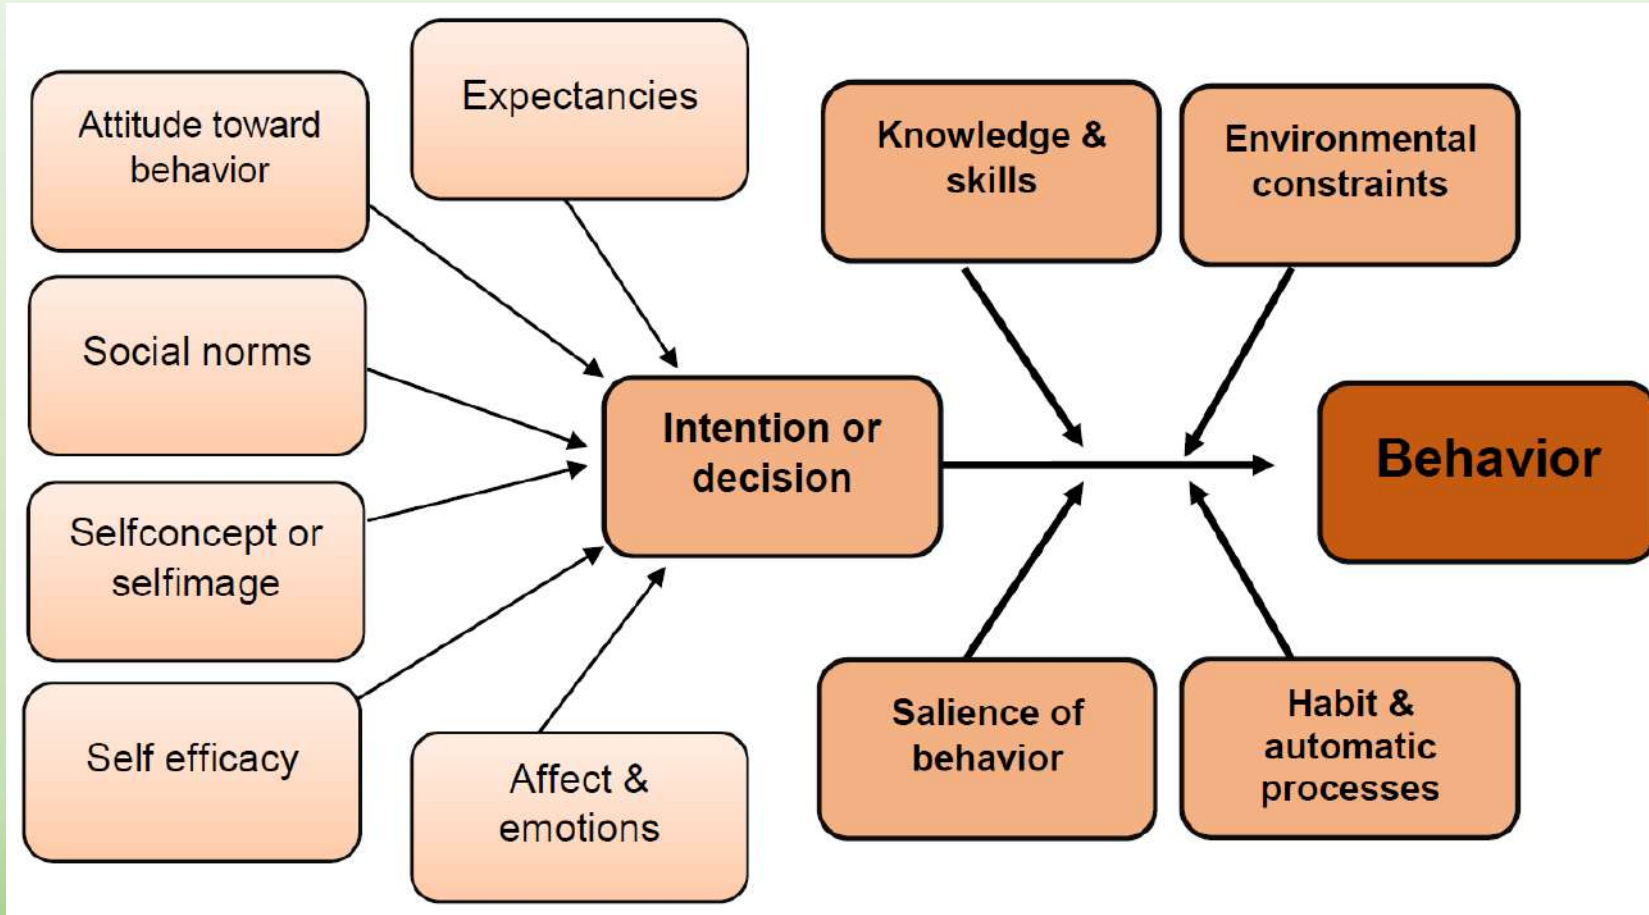 Expectancies
Attitude toward
behavior
Social norms
Selfconcept or
selfimage
Self efficacy
Affect &
emotions
Intention or
decision
Knowledge &
skills
Environmental
constraints
Salience of
behavior
Habit &
automatic
processes
Behavior